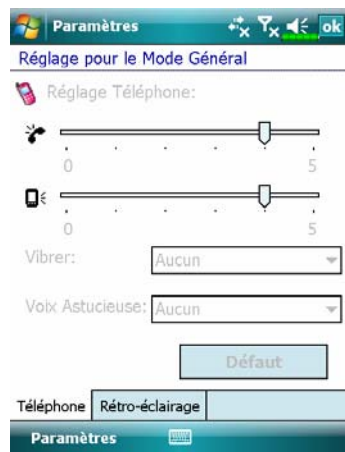 Paramètres ok
Réglage pour le Mode Général
Réglage Téléphone:
0 5
0 5
Vibrer: Aucun
Voix Astucieuse: Aucun
Défaut
Téléphone Rétro-éclairage
Paramètres